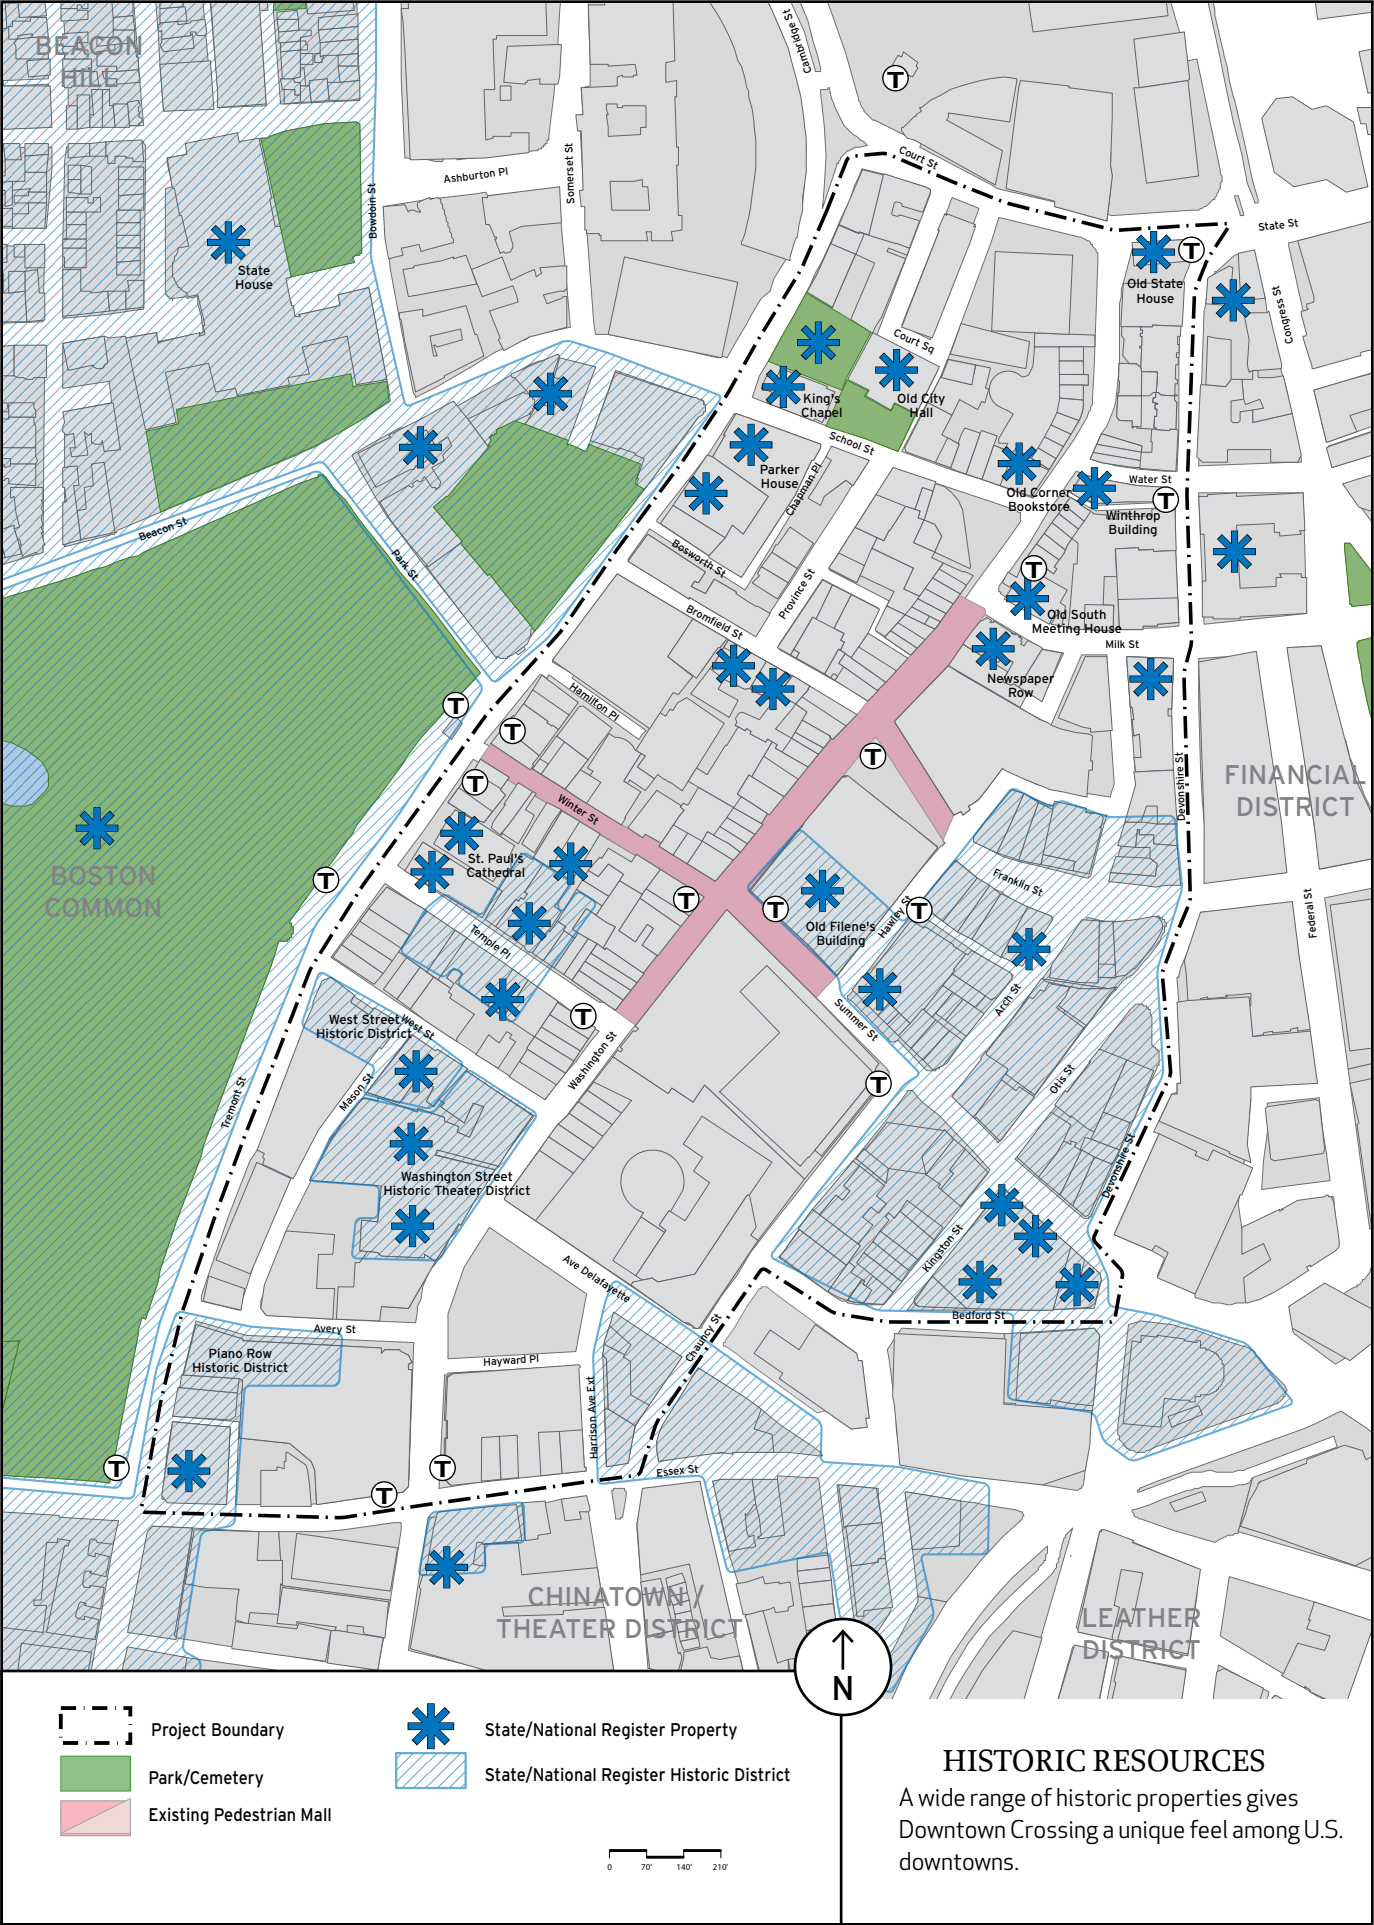 BEACON
HILL
Cambridge St
T
Court St
Ashburton Pl
Somerset St
Bowdoin St
State St
T
State
House
Old State
House
Congress St
Court Sq
King's
Chapel
Old City
Hall
School St
Parker
House
Chapman Pl
Old Corner
Bookstore
Water St
T
Winthrop
Building
Beacon St
Park St
Bosworth St
Province St
T
Bromfield St
Old South
Meeting House
Milk St
Newspaper
Row
Hamilton Pl
T
T
T
T
Devonshire St
FINANCIAL
DISTRICT
Winter St
St. Paul's
Cathedral
BOSTON
COMMON
T
T
T
T
Franklin St
Federal St
Hawley St
Old Filene's
Building
Temple Pl
Arch St
Summer St
T
West Street
Historic District
West St
Washington St
T
Otis St
Mason St
Tremont St
Devonshire St
Washington Street
Historic Theater District
Kingston St
Ave Delafayette
Bedford St
Chauncy St
Avery St
Hayward Pl
Piano Row
Historic District
Harrison Ave Ext
T
T
T
Essex St
CHINATOWN /
THEATER DISTRICT
LEATHER
DISTRICT
N
Project Boundary
State/National Register Property
Park/Cemetery
State/National Register Historic District
Existing Pedestrian Mall
0 70' 140' 210'
HISTORIC RESOURCES
A wide range of historic properties gives
Downtown Crossing a unique feel among U.S.
downtowns.